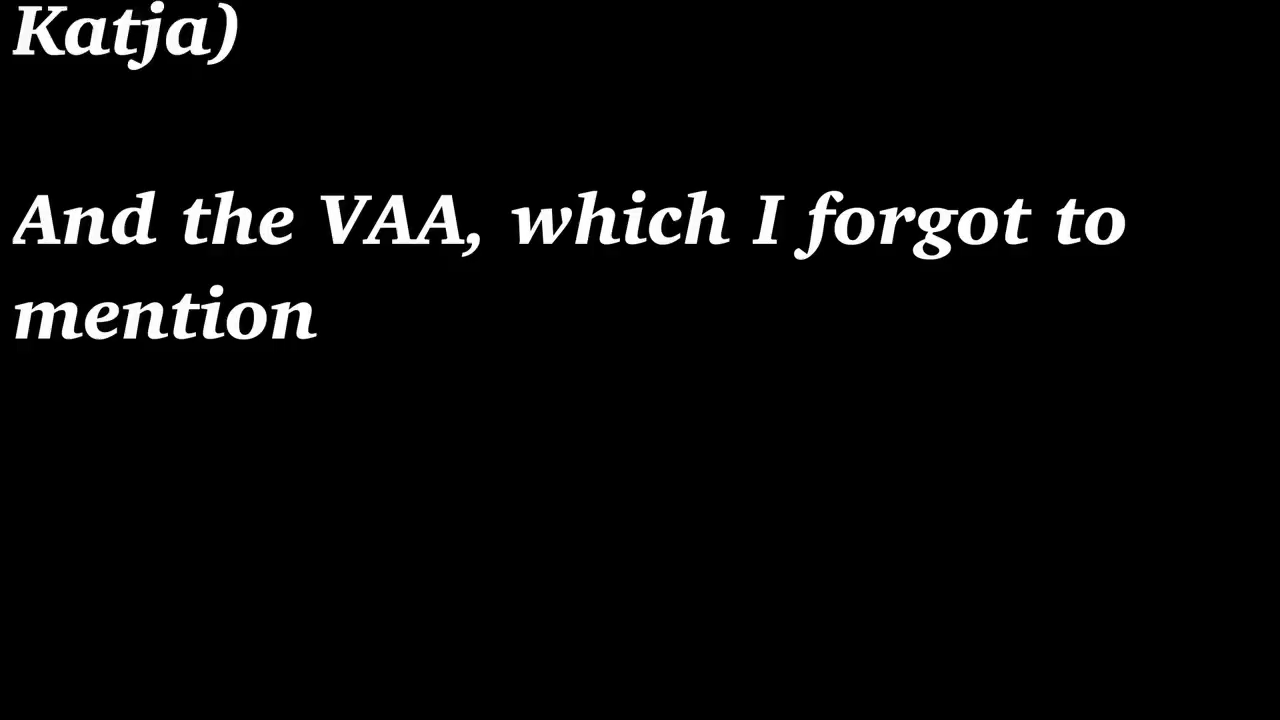 Katja)
And the VAA, which I forgot to
mention